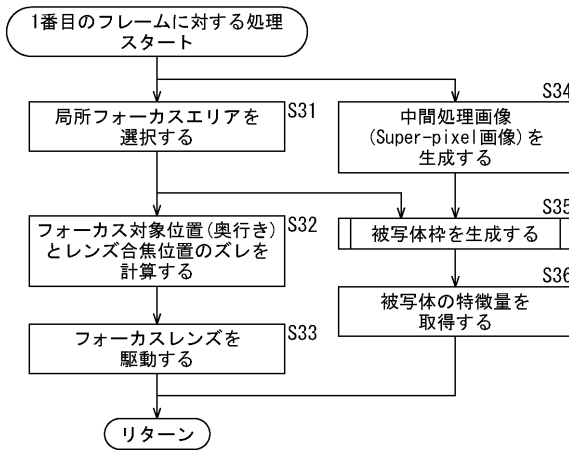 1番目のフレームに対する処理
スタート
S31
局所フォーカスエリアを
選択する
S34
中間処理画像
(Super-pixel画像)を
生成する
S32
フォーカス対象位置(奥行き)
とレンズ合焦位置のズレを
計算する
S35
被写体枠を生成する
S33
フォーカスレンズを
駆動する
S36
被写体の特徴量を
取得する
リターン